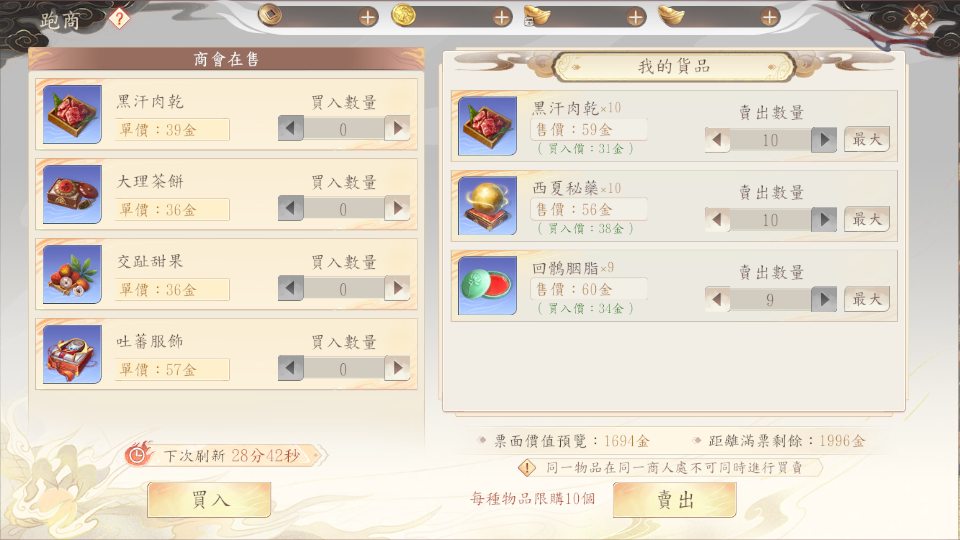 跑商
?
商會在售
黑汗肉乾
單價：39金
買入數量
0
大理茶餅
單價：36金
買入數量
0
交趾甜果
單價：36金
買入數量
0
吐蕃服飾
單價：57金
買入數量
0
下次刷新 28分42秒
買入
我的貨品
黑汗肉乾×10
售價：59金
（買入價：31金）
賣出數量
10
最大
西夏秘藥×10
售價：56金
（買入價：38金）
賣出數量
10
最大
回鶻胭脂×9
售價：60金
（買入價：34金）
賣出數量
9
最大
票面價值預覽：1694金
距離滿票剩餘：1996金
同一物品在同一商人處不可同時進行買賣
每種物品限購10個
賣出